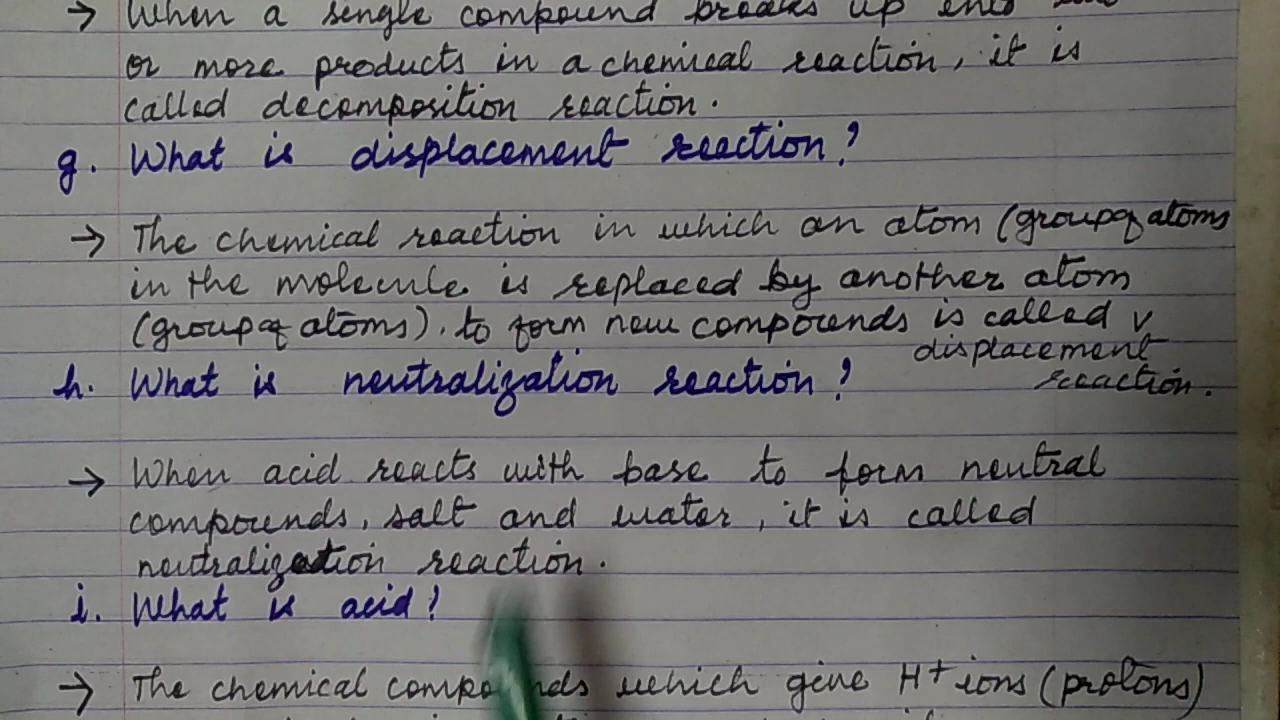 → When a single compound breaks up into
or more products in a chemical reaction, it is
called decomposition reaction.
g. What is displacement reaction?
→ The chemical reaction in which an atom (group of atoms
in the molecule is replaced by another atom
(group of atoms). to form new compounds is called
displacement
reaction.
h. What is neutralization reaction?
→ When acid reacts with base to form neutral
compounds, salt and water, it is called
neutralization reaction.
i. What is acid?
→ The chemical compounds which give H+ ions (protons)